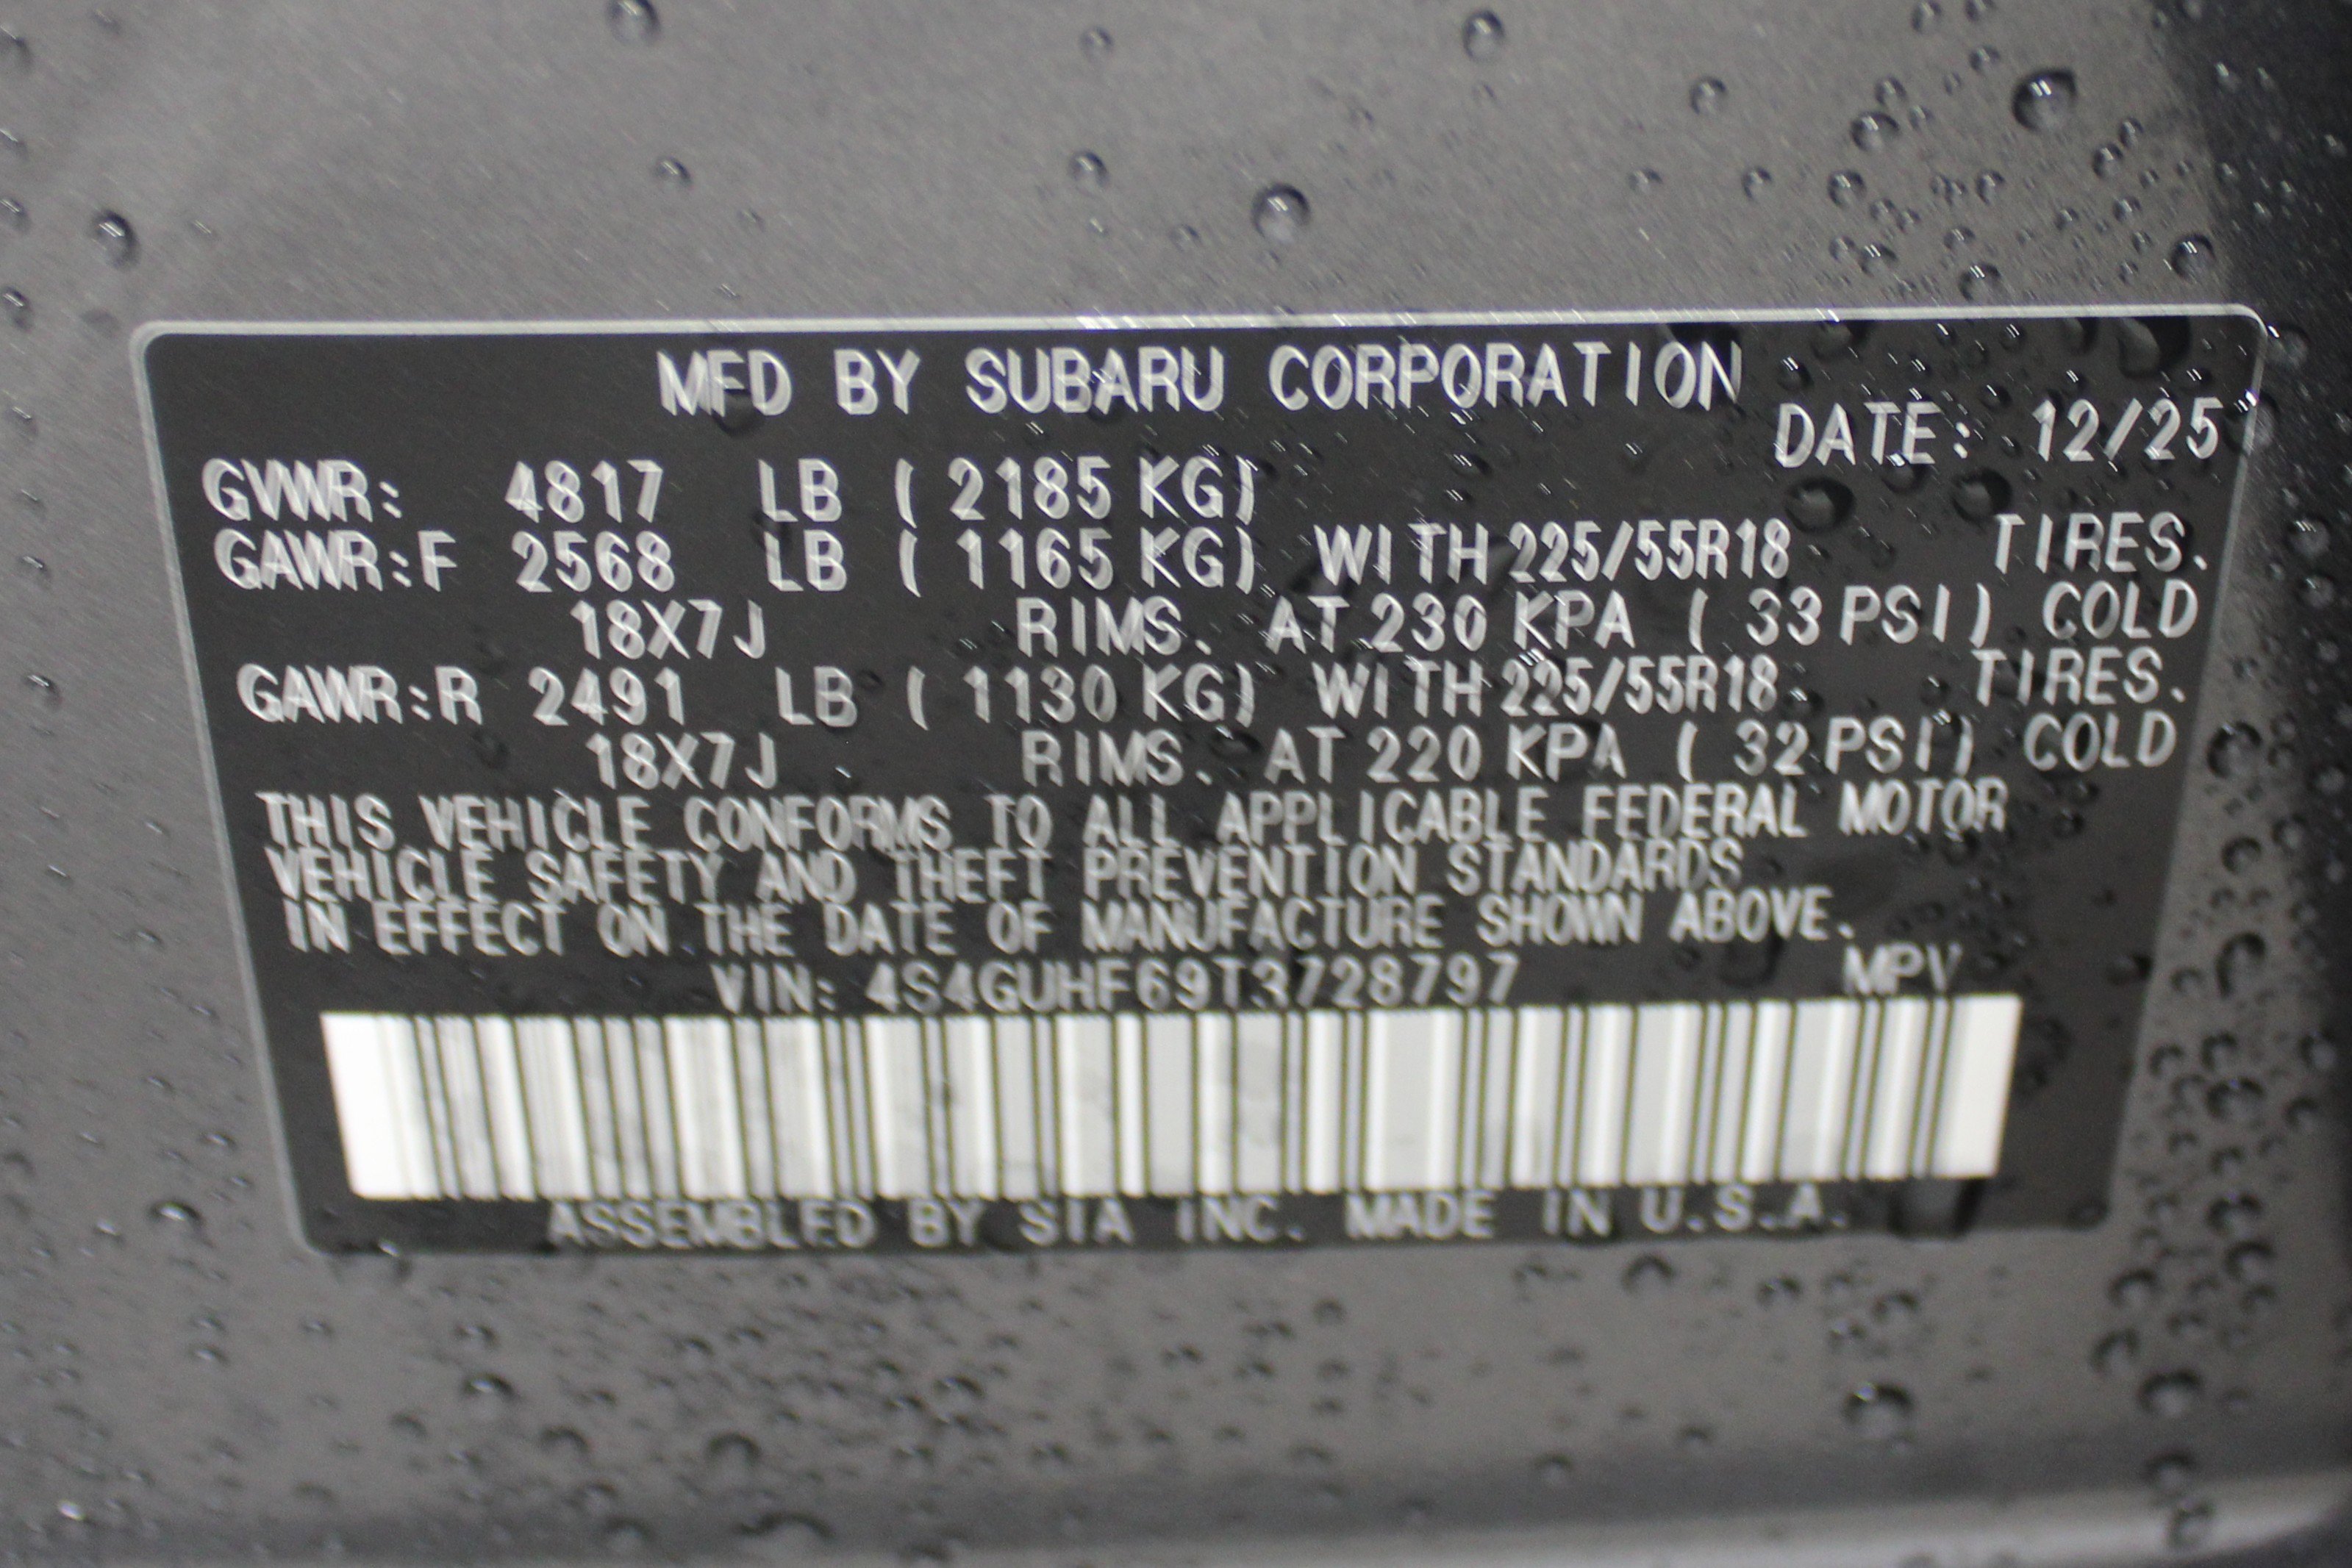 MFD BY SUBARU CORPORATION
DATE: 12/25
GVWR: 4817 LB ( 2185 KG)
GAWR:F 2568 LB ( 1165 KG) WITH 225/55R18 TIRES.
18X7J RIMS. AT 230 KPA ( 33 PSI) COLD
GAWR:R 2491 LB ( 1130 KG) WITH 225/55R18 TIRES.
18X7J RIMS. AT 220 KPA ( 32 PSI) COLD
THIS VEHICLE CONFORMS TO ALL APPLICABLE FEDERAL MOTOR
VEHICLE SAFETY AND THEFT PREVENTION STANDARDS
IN EFFECT ON THE DATE OF MANUFACTURE SHOWN ABOVE.
VIN: 4S4GUHF69T3728797 MPV
ASSEMBLED BY SIA INC. MADE IN U.S.A.